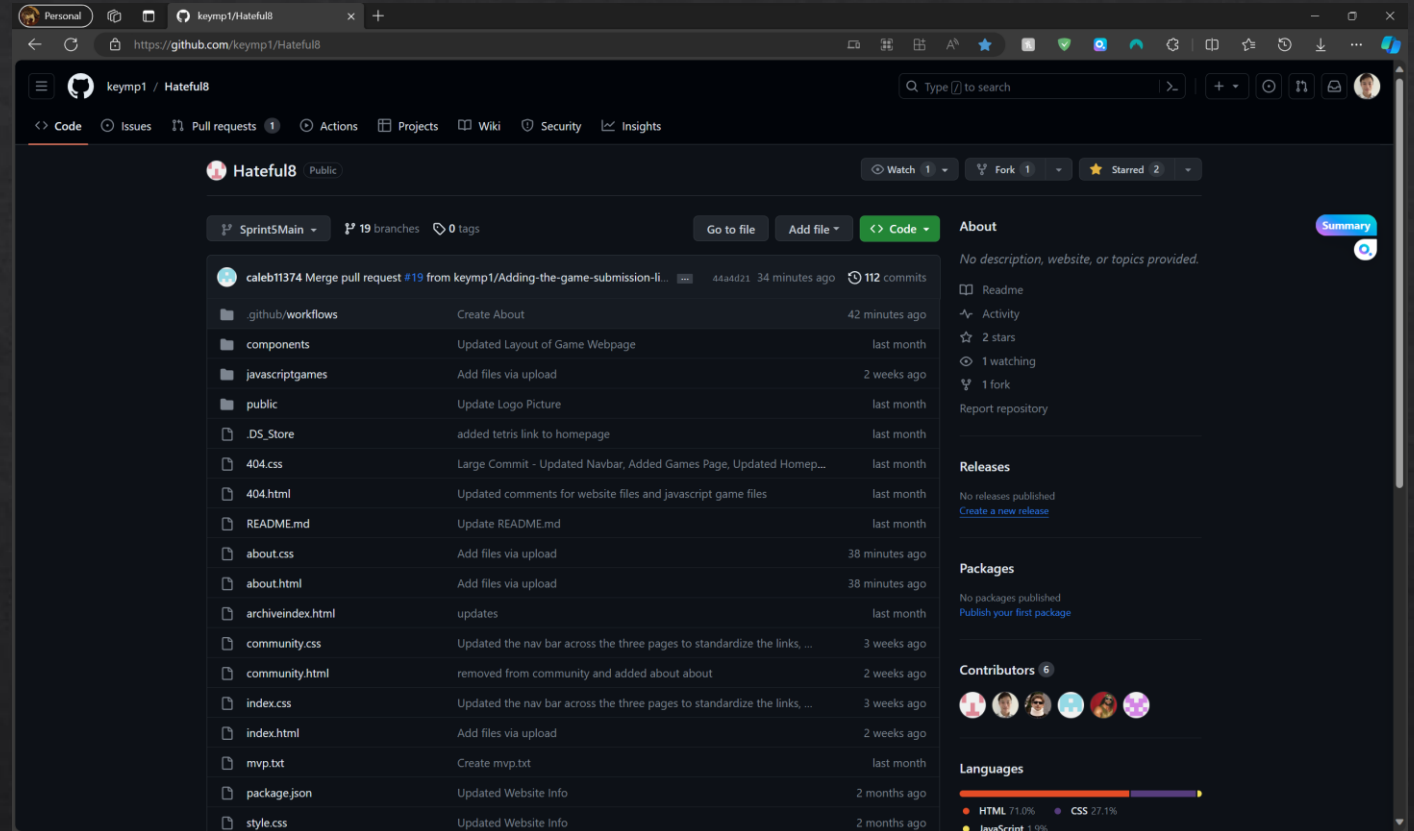 Personal
keymp1/Hateful8
https://github.com/keymp1/Hateful8
keymp1 / Hateful8
Type / to search
Code Issues Pull requests 1 Actions Projects Wiki Security Insights
Hateful8 Public
Watch 1 Fork 1 Starred 2
Sprint5Main 19 branches 0 tags Go to file Add file Code
caleb11374 Merge pull request #19 from keymp1/Adding-the-game-submission-li... ... 44a4d21 34 minutes ago 112 commits
.github/workflows Create About 42 minutes ago
components Updated Layout of Game Webpage last month
javascriptgames Add files via upload 2 weeks ago
public Update Logo Picture last month
.DS_Store added tetris link to homepage last month
404.css Large Commit - Updated Navbar, Added Games Page, Updated Homep... last month
404.html Updated comments for website files and javascript game files last month
README.md Update README.md last month
about.css Add files via upload 38 minutes ago
about.html Add files via upload 38 minutes ago
archiveindex.html updates last month
community.css Updated the nav bar across the three pages to standardize the links, ... 3 weeks ago
community.html removed from community and added about about 2 weeks ago
index.css Updated the nav bar across the three pages to standardize the links, ... 3 weeks ago
index.html Add files via upload 2 weeks ago
mvp.txt Create mvp.txt last month
package.json Updated Website Info 2 months ago
style.css Updated Website Info 2 months ago
About
No description, website, or topics provided.
Readme
Activity
2 stars
1 watching
1 fork
Report repository
Releases
No releases published
Create a new release
Packages
No packages published
Publish your first package
Contributors 6
Languages
HTML 71.0% CSS 27.1%
JavaScript 1.9%
Summary